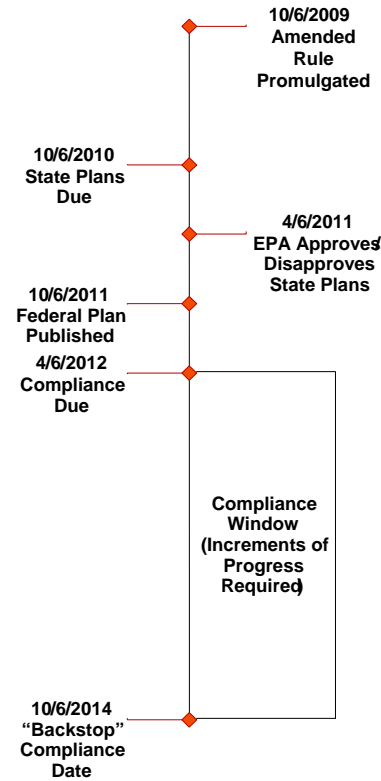 10/6/2009
Amended
Rule
Promulgated
10/6/2010
State Plans
Due
4/6/2011
EPA Approves/
Disapproves
State Plans
10/6/2011
Federal Plan
Published
4/6/2012
Compliance
Due
Compliance
Window
(Increments of
Progress
Required)
10/6/2014
“Backstop”
Compliance
Date